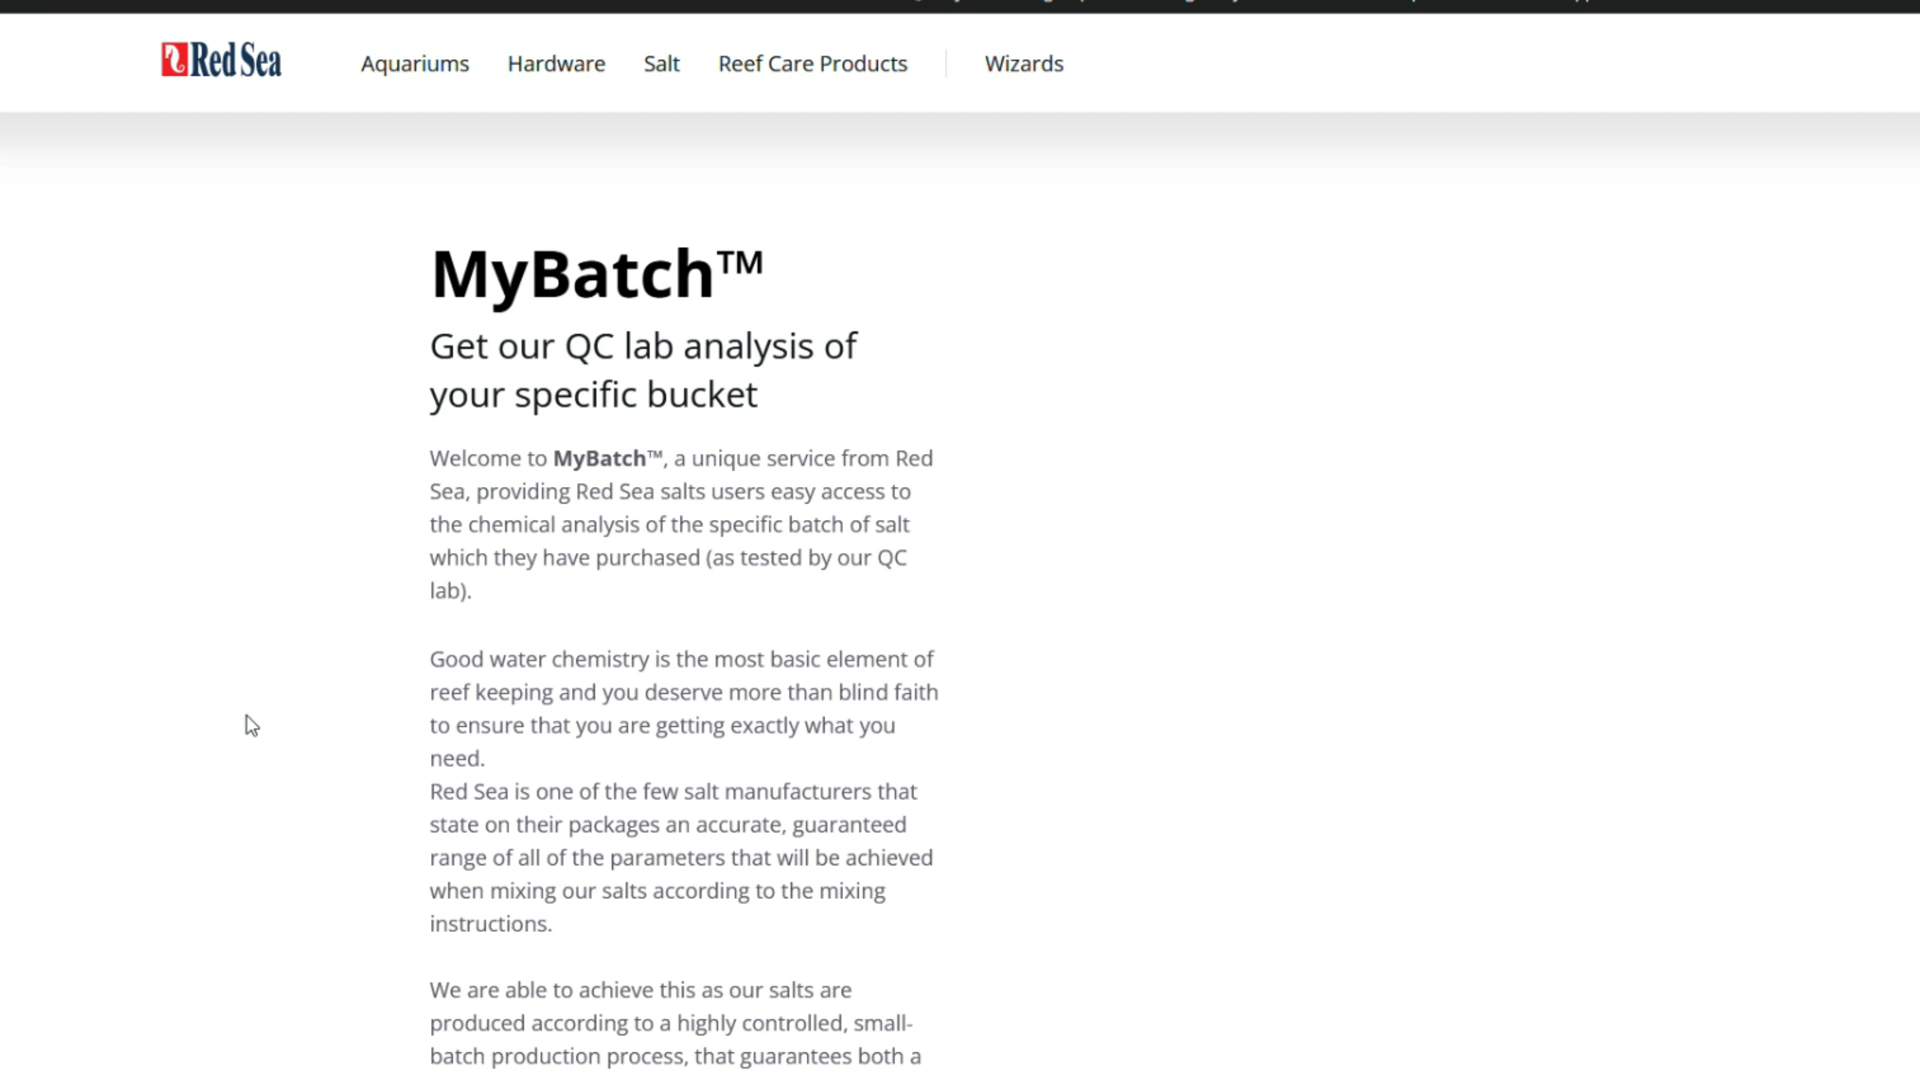 Red Sea
Aquariums
Hardware
Salt
Reef Care Products
Wizards
MyBatch™
Get our QC lab analysis of
your specific bucket
Welcome to MyBatch™, a unique service from Red
Sea, providing Red Sea salts users easy access to
the chemical analysis of the specific batch of salt
which they have purchased (as tested by our QC
lab).
Good water chemistry is the most basic element of
reef keeping and you deserve more than blind faith
to ensure that you are getting exactly what you
need.
Red Sea is one of the few salt manufacturers that
state on their packages an accurate, guaranteed
range of all of the parameters that will be achieved
when mixing our salts according to the mixing
instructions.
We are able to achieve this as our salts are
produced according to a highly controlled, small-
batch production process, that guarantees both a